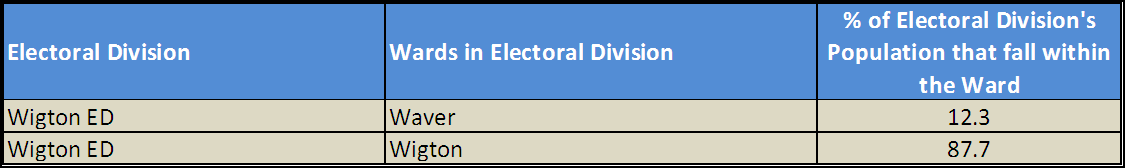 Electoral Division
Wards in Electoral Division
% of Electoral Division's
Population that fall within
the Ward
Wigton ED Waver 12.3
Wigton ED Wigton 87.7